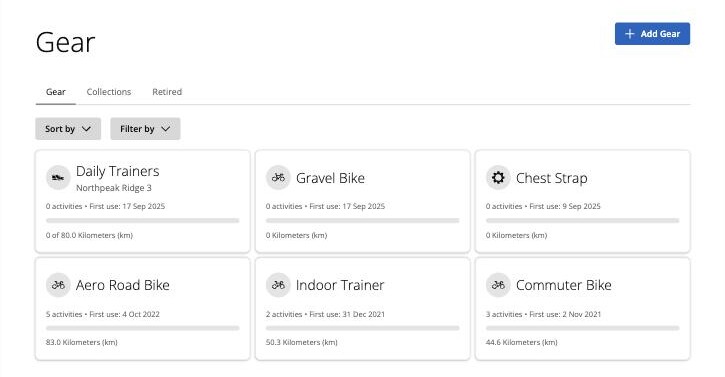 Gear
Add Gear
Gear
Collections
Retired
Sort by
Filter by
Daily Trainers
Northpeak Ridge 3
0 activities • First use: 17 Sep 2025
0 of 80.0 Kilometers (km)
Gravel Bike
0 activities • First use: 17 Sep 2025
0 Kilometers (km)
Chest Strap
0 activities • First use: 9 Sep 2025
0 Kilometers (km)
Aero Road Bike
5 activities • First use: 4 Oct 2022
83.0 Kilometers (km)
Indoor Trainer
2 activities • First use: 31 Dec 2021
50.3 Kilometers (km)
Commuter Bike
3 activities • First use: 2 Nov 2021
44.6 Kilometers (km)